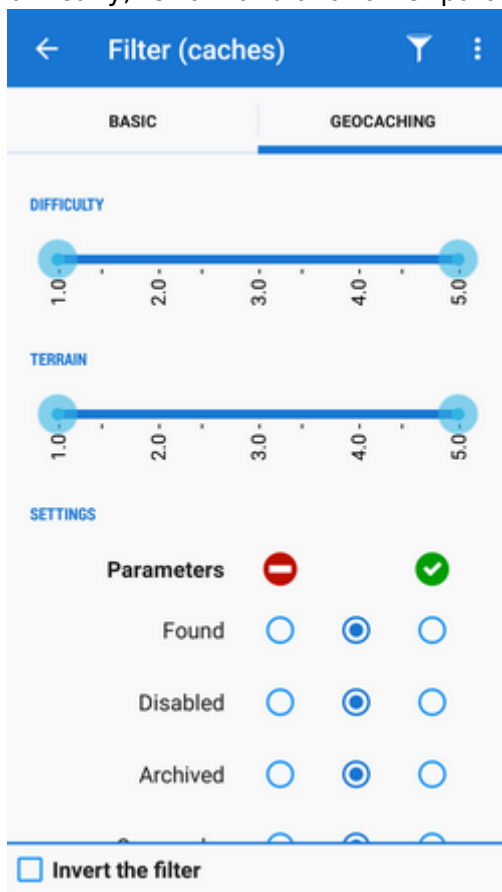 Filter (caches)
BASIC GEOCACHING
DIFFICULTY
1.0- - 2.0- - 3.0- - 4.0- - 5.0-
TERRAIN
1.0- - 2.0- - 3.0- - 4.0- - 5.0-
SETTINGS
Parameters
Found
Disabled
Archived
Invert the filter